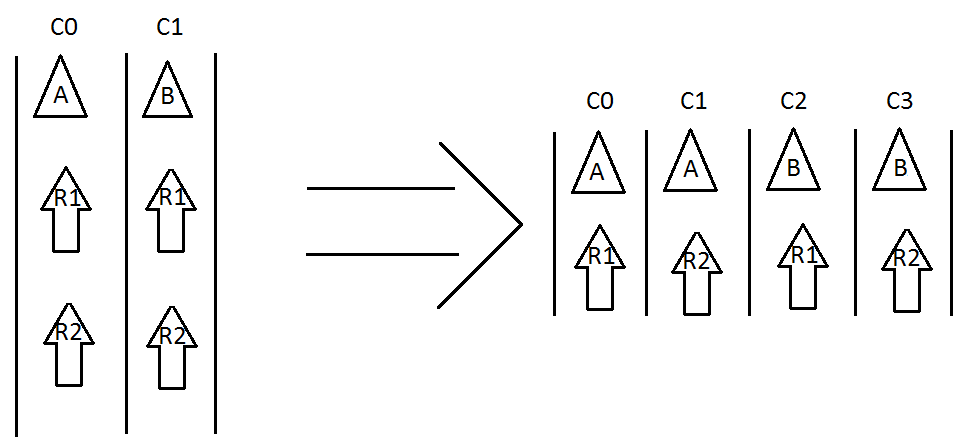 C0 C1
A B
R1 R1
R2 R2
C0 C1 C2 C3
A A B B
R1 R2 R1 R2